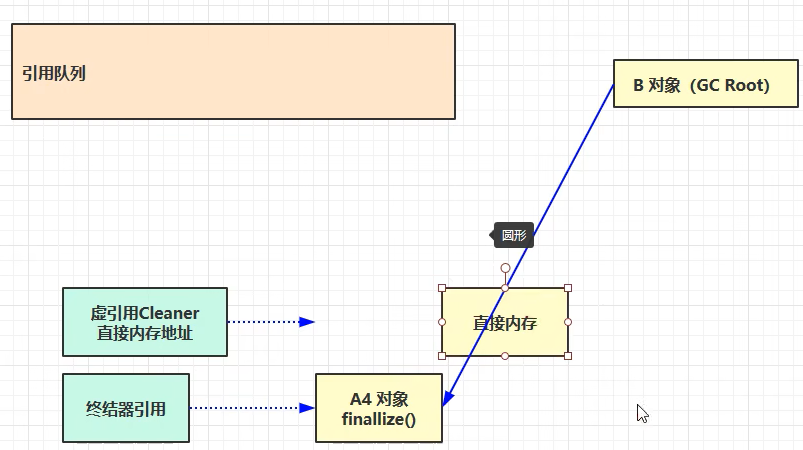 引用队列
B 对象（GC Root）
圆形
虚引用Cleaner
直接内存地址
直接内存
终结器引用
A4 对象
finallize()